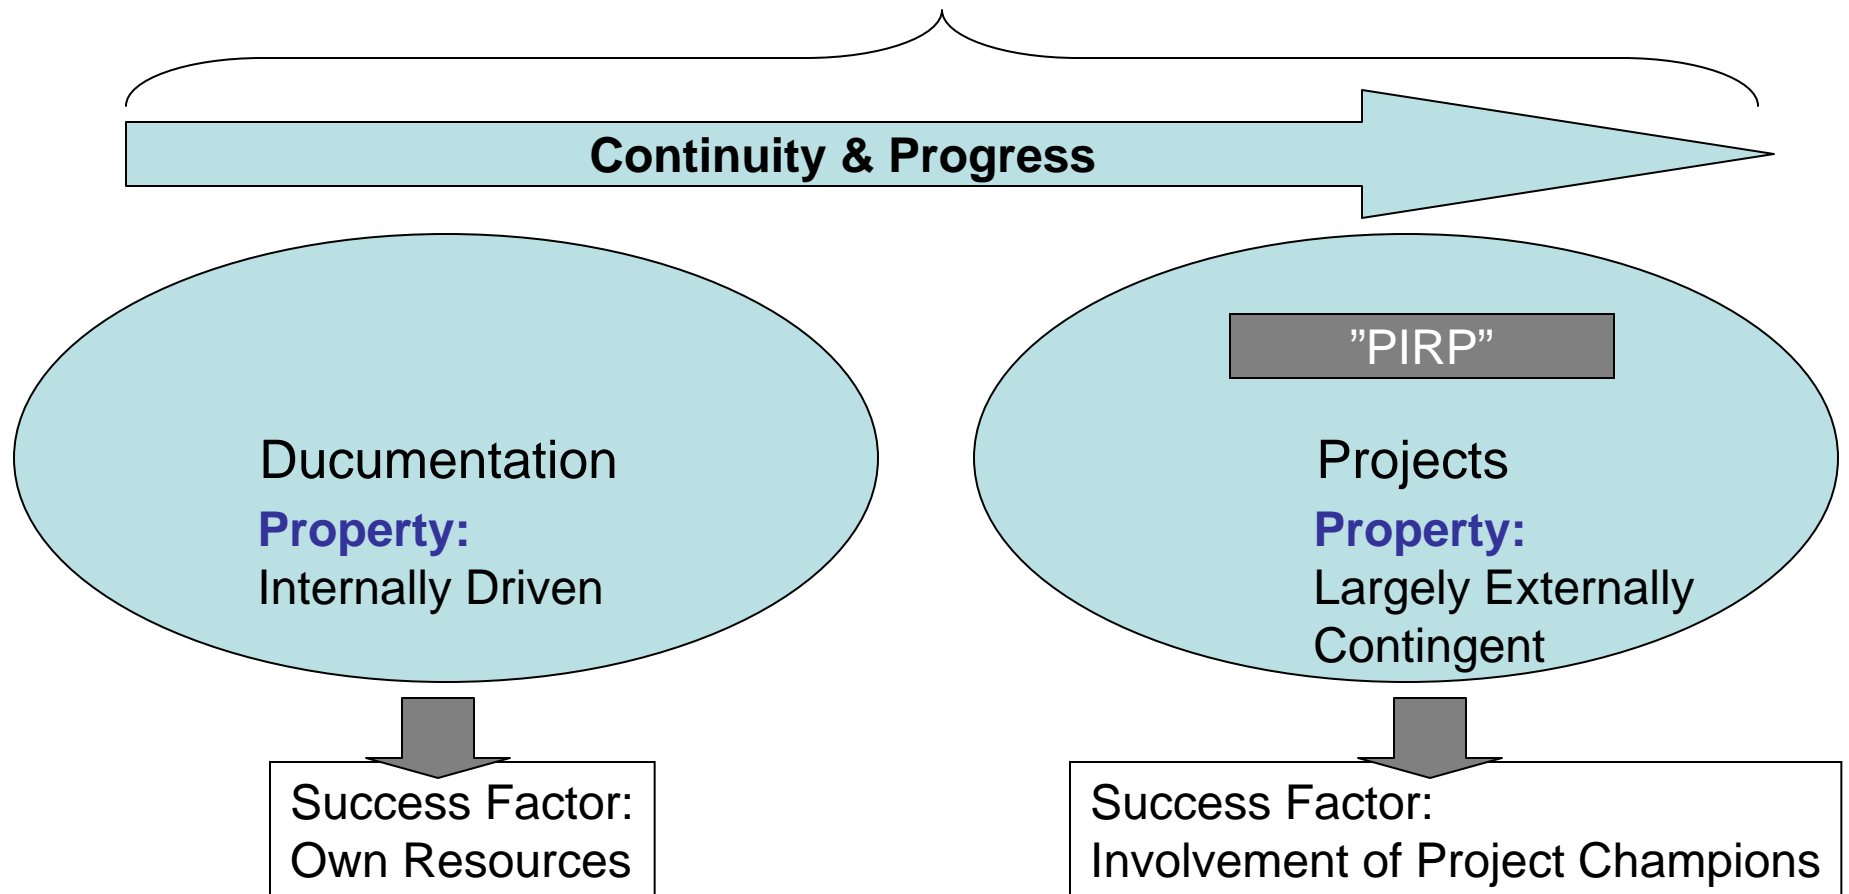 Continuity & Progress
Ducumentation
Property:
Internally Driven
Success Factor:
Own Resources
”PIRP”
Projects
Property:
Largely Externally
Contingent
Success Factor:
Involvement of Project Champions